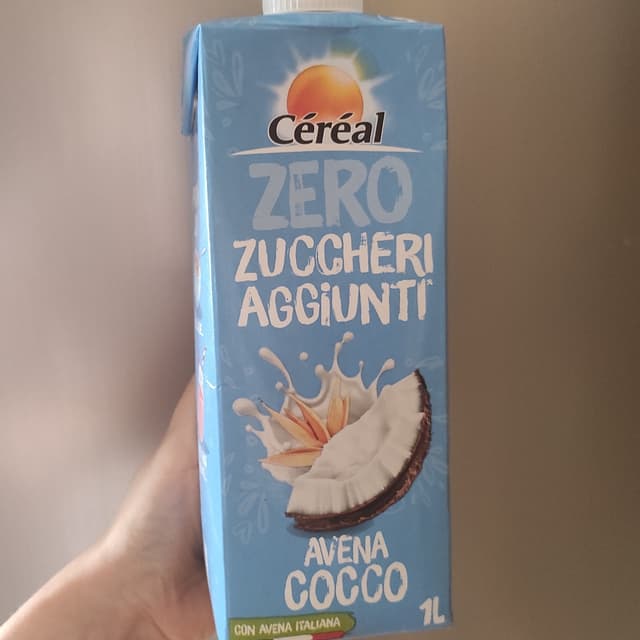 Céréal
ZERO
ZUCCHERI
AGGiUNTi
AVENA
COCCO
1L
CON AVENA ITALIANA